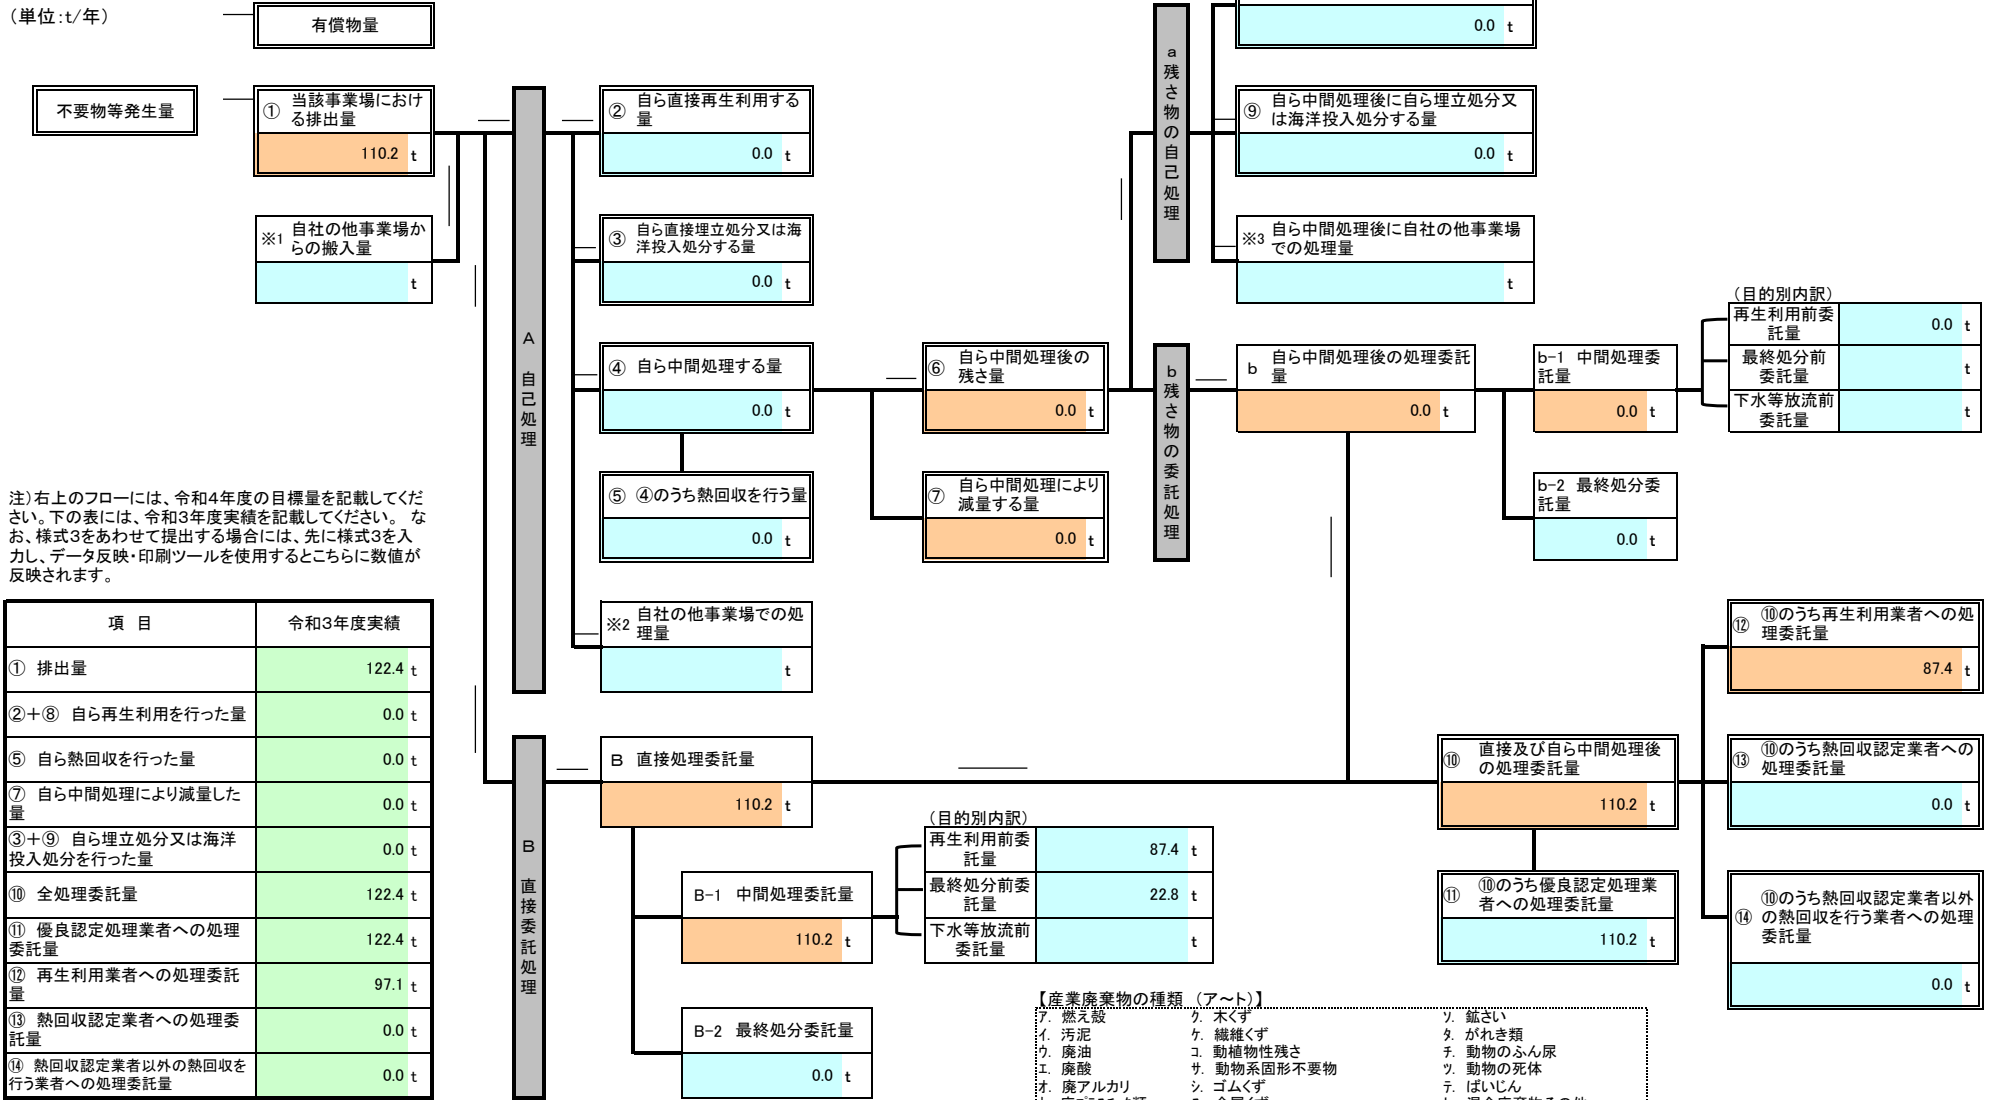 （単位：t/年）
有償物量
不要物等発生量
① 当該事業場におけ
る排出量
110.2 t
※1 自社の他事業場か
らの搬入量
t
A 自己処理
② 自ら直接再生利用する
量
0.0 t
③ 自ら直接埋立処分又は海
洋投入処分する量
0.0 t
④ 自ら中間処理する量
0.0 t
⑤ ④のうち熱回収を行う量
0.0 t
※2 自社の他事業場での処
理量
t
⑥ 自ら中間処理後の
残さ量
0.0 t
⑦ 自ら中間処理により
減量する量
0.0 t
a 残さ物の自己処理
0.0 t
⑨ 自ら中間処理後に自ら埋立処分又
は海洋投入処分する量
0.0 t
※3 自ら中間処理後に自社の他事業場
での処理量
t
b 残さ物の委託処理
b 自ら中間処理後の処理委託
量
0.0 t
b-1 中間処理委
託量
0.0 t
b-2 最終処分委
託量
0.0 t
（目的別内訳）
再生利用前委
託量
0.0 t
最終処分前
委託量
t
下水等放流前
委託量
t
注）右上のフローには、令和4年度の目標量を記載してくだ
さい。下の表には、令和3年度実績を記載してください。 な
お、様式3をあわせて提出する場合には、先に様式3を入
力し、データ反映・印刷ツールを使用するとこちらに数値が
反映されます。
項 目 令和3年度実績
① 排出量 122.4 t
②＋⑧ 自ら再生利用を行った量 0.0 t
⑤ 自ら熱回収を行った量 0.0 t
⑦ 自ら中間処理により減量した
量 0.0 t
③＋⑨ 自ら埋立処分又は海洋
投入処分を行った量 0.0 t
⑩ 全処理委託量 122.4 t
⑪ 優良認定処理業者への処理
委託量 122.4 t
⑫ 再生利用業者への処理委託
量 97.1 t
⑬ 熱回収認定業者への処理委
託量 0.0 t
⑭ 熱回収認定業者以外の熱回収を
行う業者への処理委託量 0.0 t
B 直接委託処理
B 直接処理委託量
110.2 t
B-1 中間処理委託量
110.2 t
B-2 最終処分委託量
0.0 t
（目的別内訳）
再生利用前委
託量
87.4 t
最終処分前委
託量
22.8 t
下水等放流前
委託量
t
⑩ 直接及び自ら中間処理後
の処理委託量
110.2 t
⑪ ⑩のうち優良認定処理業
者への処理委託量
110.2 t
⑫ ⑩のうち再生利用業者への処
理委託量
87.4 t
⑬ ⑩のうち熱回収認定業者への
処理委託量
0.0 t
⑭ ⑩のうち熱回収認定業者以外
の熱回収を行う業者への処理
委託量
0.0 t
【産業廃棄物の種類 （ア～ト）】
ア. 燃え殻 ク. 木くず ソ. 鉱さい
イ. 汚泥 ケ. 繊維くず タ. がれき類
ウ. 廃油 コ. 動植物性残さ チ. 動物のふん尿
エ. 廃酸 サ. 動物系固形不要物 ツ. 動物の死体
オ. 廃アルカリ シ. ゴムくず テ. ばいじん